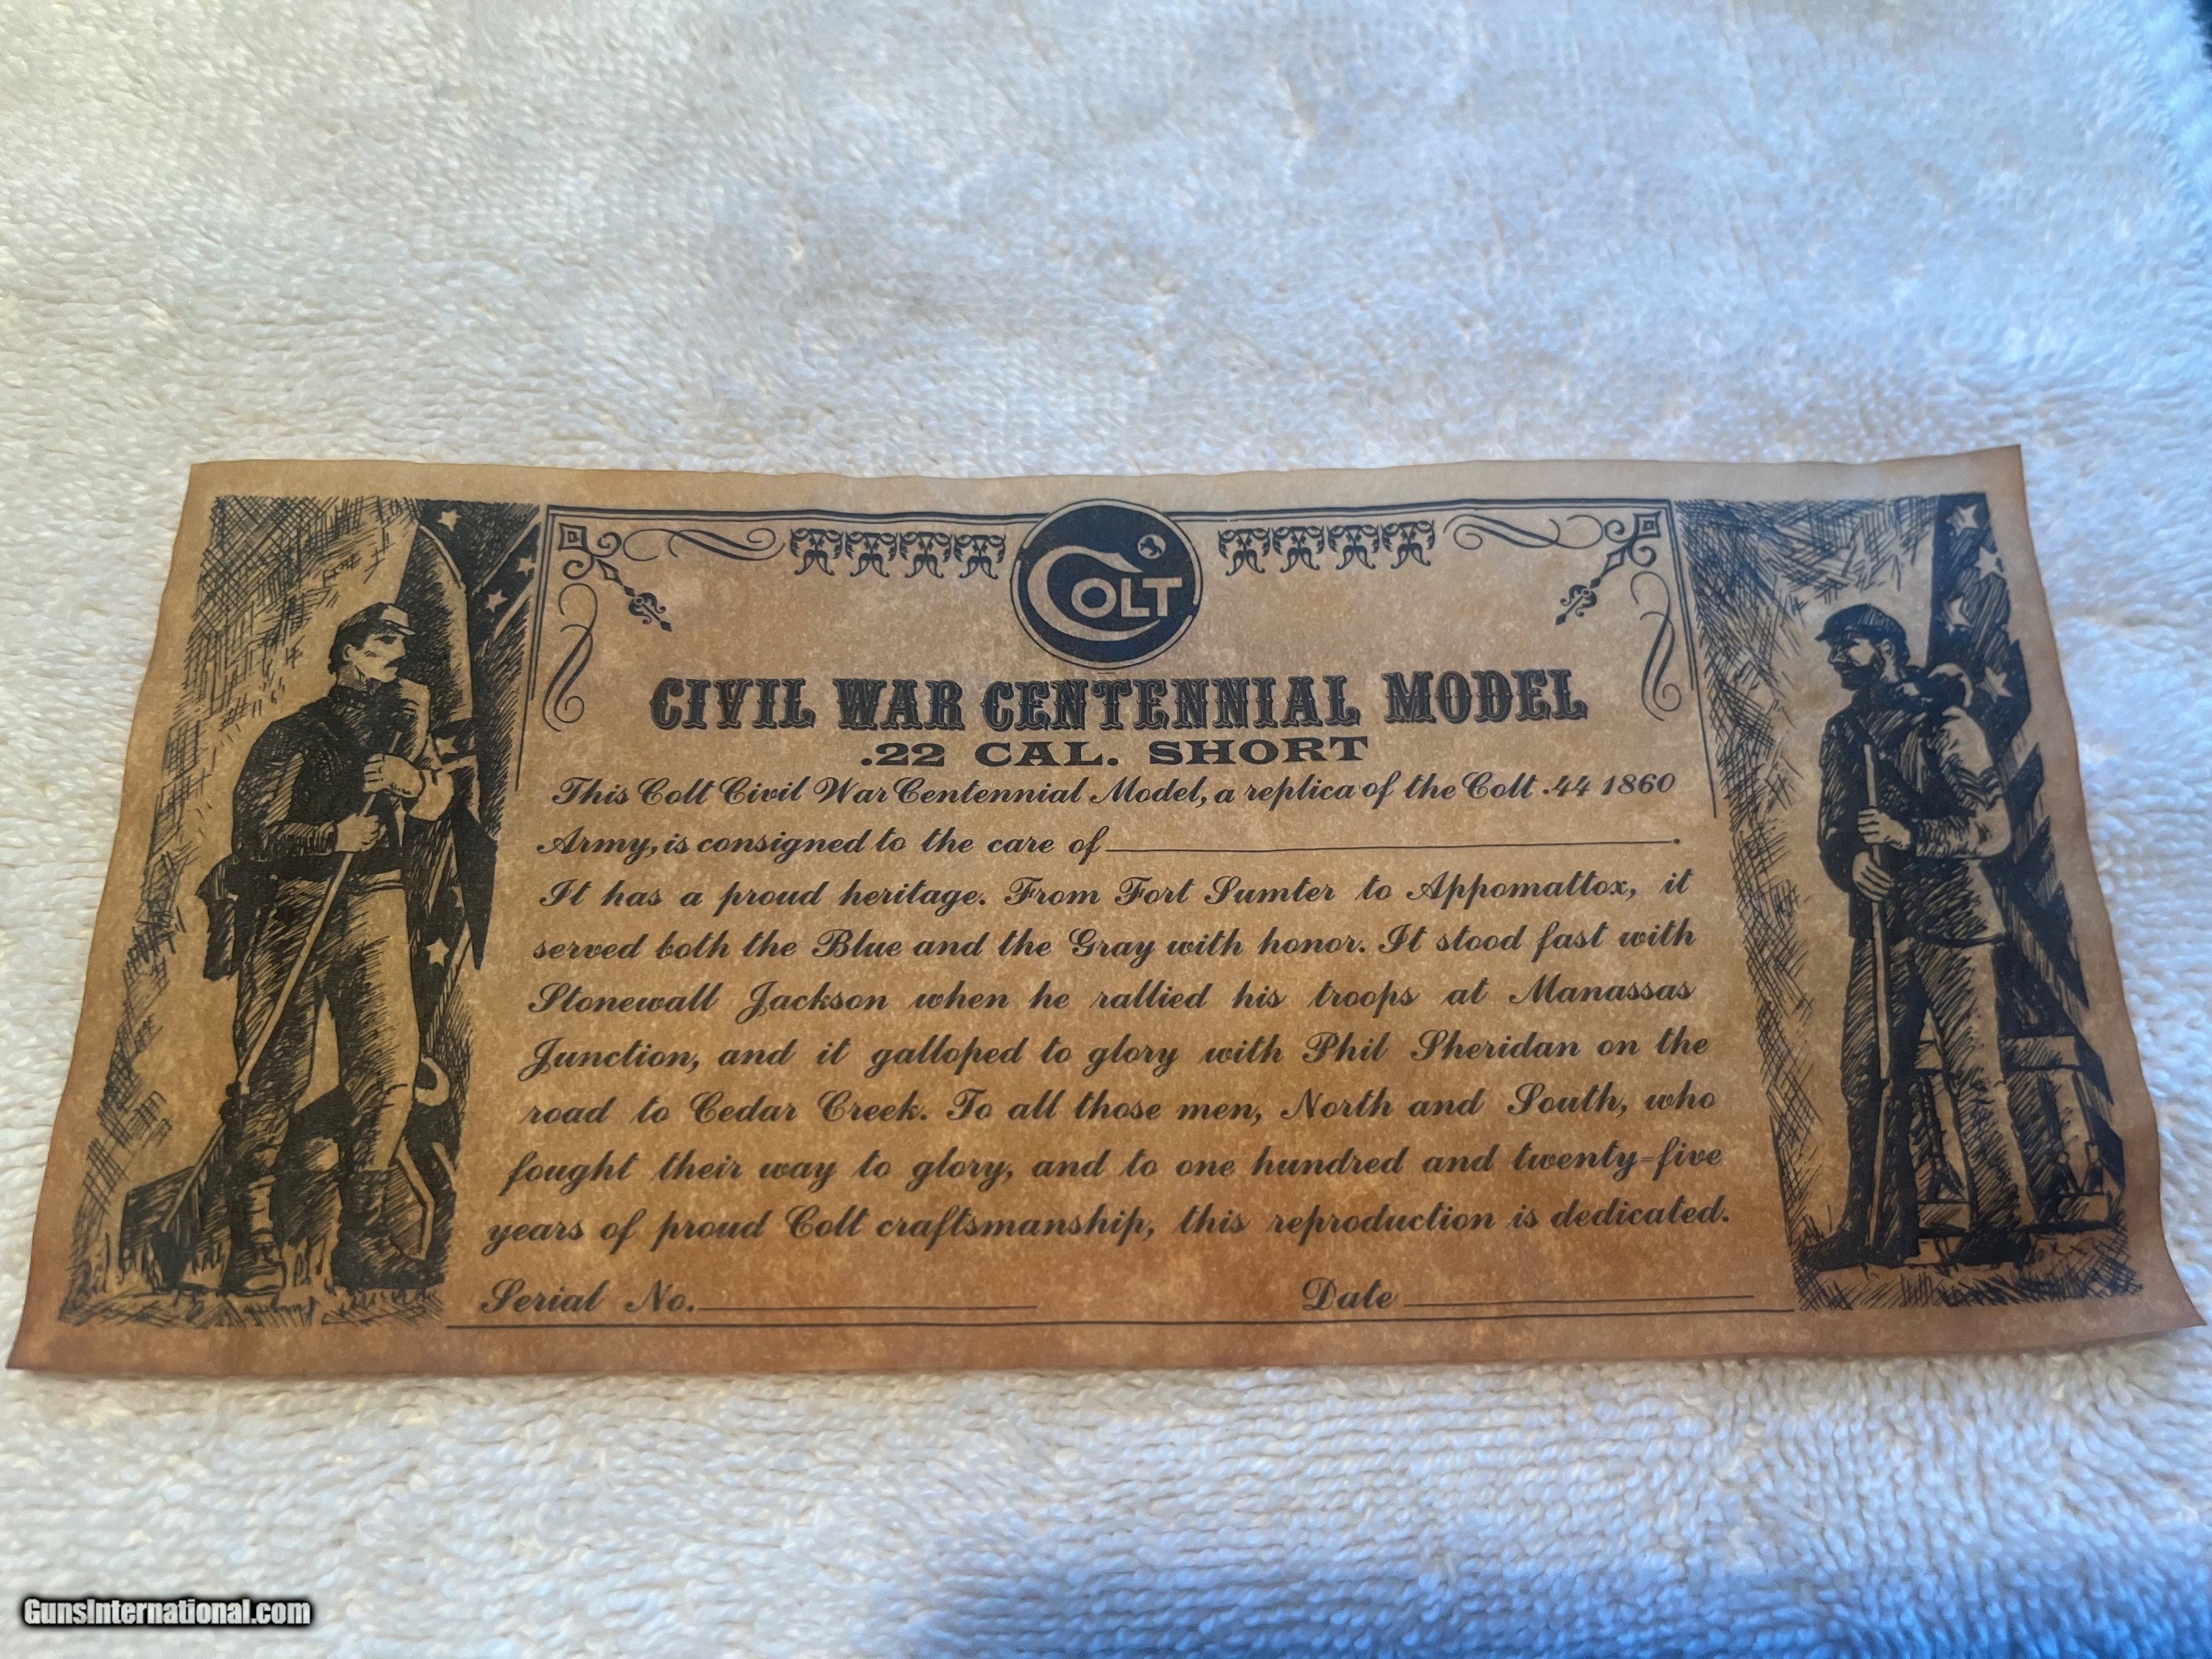 COLT
CIVIL WAR CENTENNIAL MODEL
.22 CAL. SHORT
This Colt Civil War Centennial Model, a replica of the Colt .44 1860
Army, is consigned to the care of .
It has a proud heritage. From Fort Sumter to Appomattox, it
served both the Blue and the Gray with honor. It stood fast with
Stonewall Jackson when he rallied his troops at Manassas
Junction, and it galloped to glory with Phil Sheridan on the
road to Cedar Creek. To all those men, North and South, who
fought their way to glory, and to one hundred and twenty-five
years of proud Colt craftsmanship, this reproduction is dedicated.
Serial No. Date
GunsInternational.com